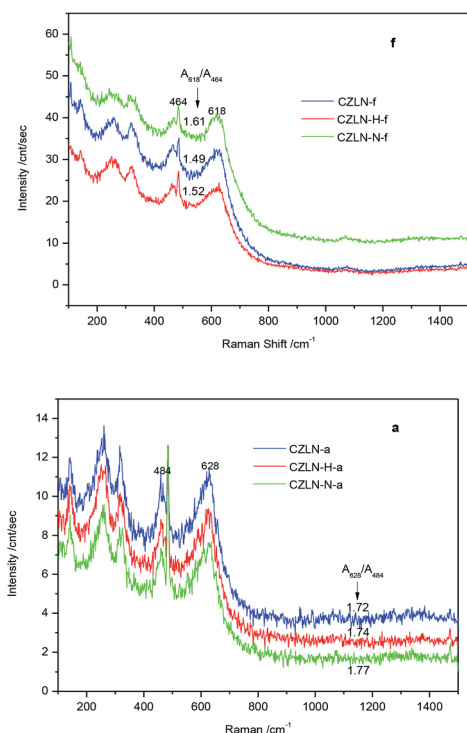 f
A618/A464
464
618
1.61
1.49
1.52
CZLN-f
CZLN-H-f
CZLN-N-f
60
50
40
30
20
10
0
Intensity /cnt/sec
200 400 600 800 1000 1200 1400
Raman Shift /cm-1
a
CZLN-a
CZLN-H-a
CZLN-N-a
484
628
A628/A484
1.72
1.74
1.77
14
12
10
8
6
4
2
0
Intensity /cnt/sec
200 400 600 800 1000 1200 1400
Raman /cm-1